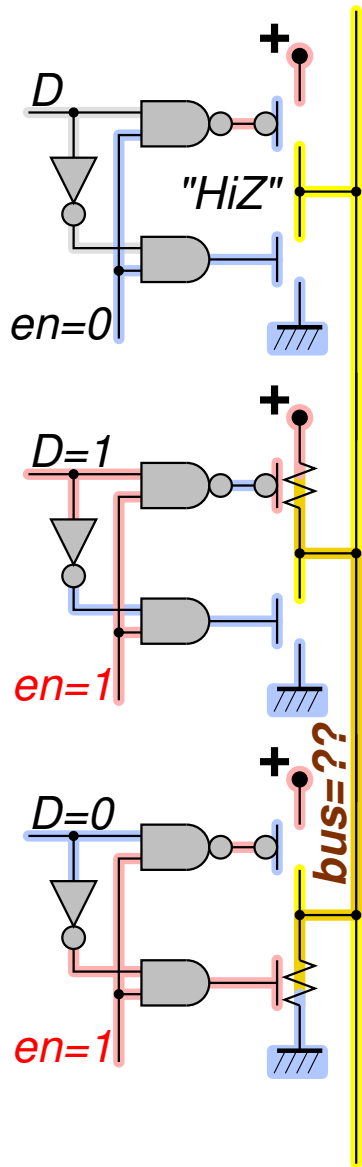 +
D
"HiZ"
en=0
+
D=1
en=1
+
bus=??
D=0
en=1